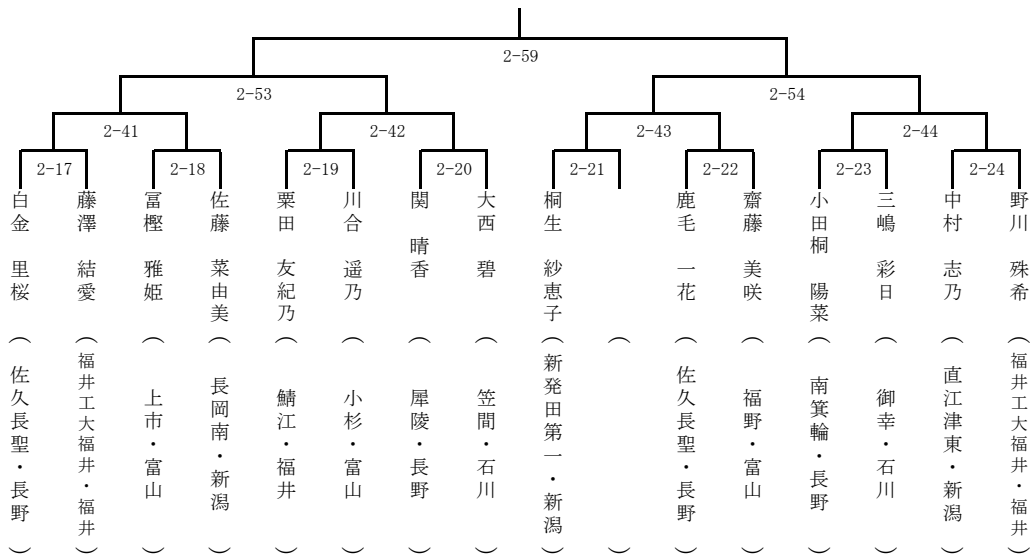 2-59
2-53 2-54
2-41 2-42 2-43 2-44
2-17 2-18 2-19 2-20 2-21 2-22 2-23 2-24
白金 里桜 (佐久長聖・長野)
藤澤 結愛 (福井工大福井・福井)
冨樫 雅姫 (上市・富山)
佐藤 菜由美 (長岡南・新潟)
栗田 友紀乃 (鯖江・福井)
川合 遥乃 (小杉・富山)
関 晴香 (犀陵・長野)
大西 碧 (笠間・石川)
桐生 紗恵子 (新発田第一・新潟)
( )
鹿毛 一花 (佐久長聖・長野)
齋藤 美咲 (福野・富山)
小田桐 陽菜 (南箕輪・長野)
三嶋 彩日 (御幸・石川)
中村 志乃 (直江津東・新潟)
野川 殊希 (福井工大福井・福井)